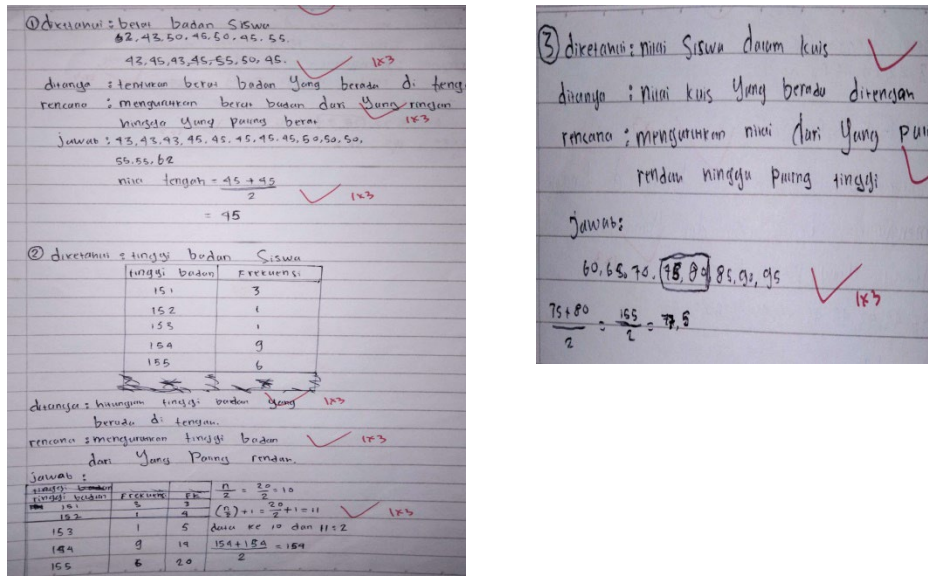 ① diketahui : berat badan siswa
62, 43, 50, 45, 50, 45, 55,
43, 45, 43, 45, 55, 50, 45.
1x3
ditanya : tentukan berat badan yang berada di teng
rencana : mengurutkan berat badan dari yang ringan
hingga yang paling berat
1x3
jawab : 43, 43, 43, 45, 45, 45, 45, 45, 50, 50, 50,
55, 55, 62
nilai tengah = 45 + 45
2
1x3
= 45
② diketahui : tinggi badan siswa
tinggi badan Frekuensi
151 3
152 1
153 1
154 9
155 6
ditanya : hitunglah tinggi badan yang 1x3
berada di tengah.
rencana : mengurutkan tinggi badan 1x3
dari yang paling rendah.
jawab :
tinggi badan Frekuensi FK n/2 = 20/2 = 10
151 3 3
152 1 4 (n/2) + 1 = 20/2 + 1 = 11 1x3
153 1 5 data ke 10 dan 11 = 2
154 9 14 154 + 154 = 154
2
155 6 20
③ diketahui : nilai siswa dalam kuis
ditanya : nilai kuis yang berada ditengah
rencana : mengurutkan nilai dari yang pali
rendah hingga paling tinggi
jawab :
60, 65, 70, 75, 80, 85, 90, 95
1x3
75 + 80 = 155 = 77,5
2 2